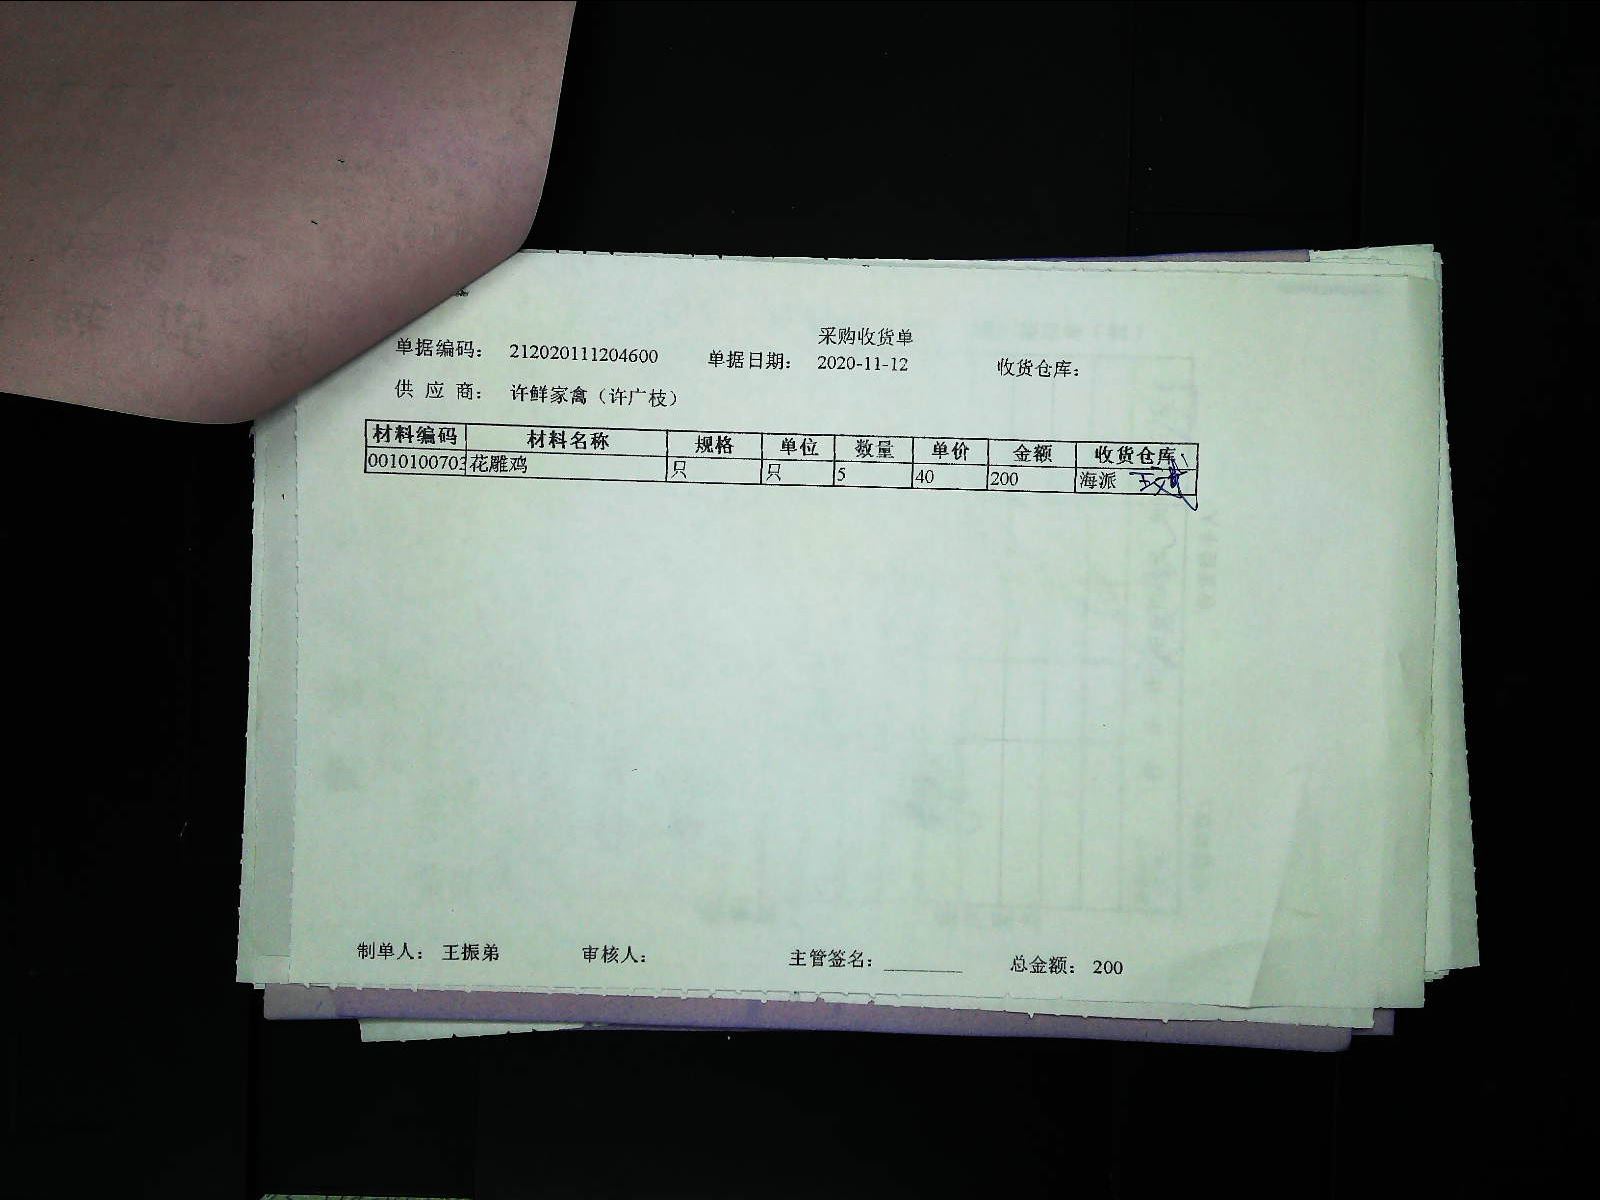 采购收货单
单据编码： 212020111204600 单据日期： 2020-11-12 收货仓库：
供 应 商： 许鲜家禽（许广枝）
材料编码 材料名称 规格 单位 数量 单价 金额 收货仓库
0010100703 花雕鸡 只 只 5 40 200 海派
制单人： 王振弟 审核人： 主管签名： 总金额： 200